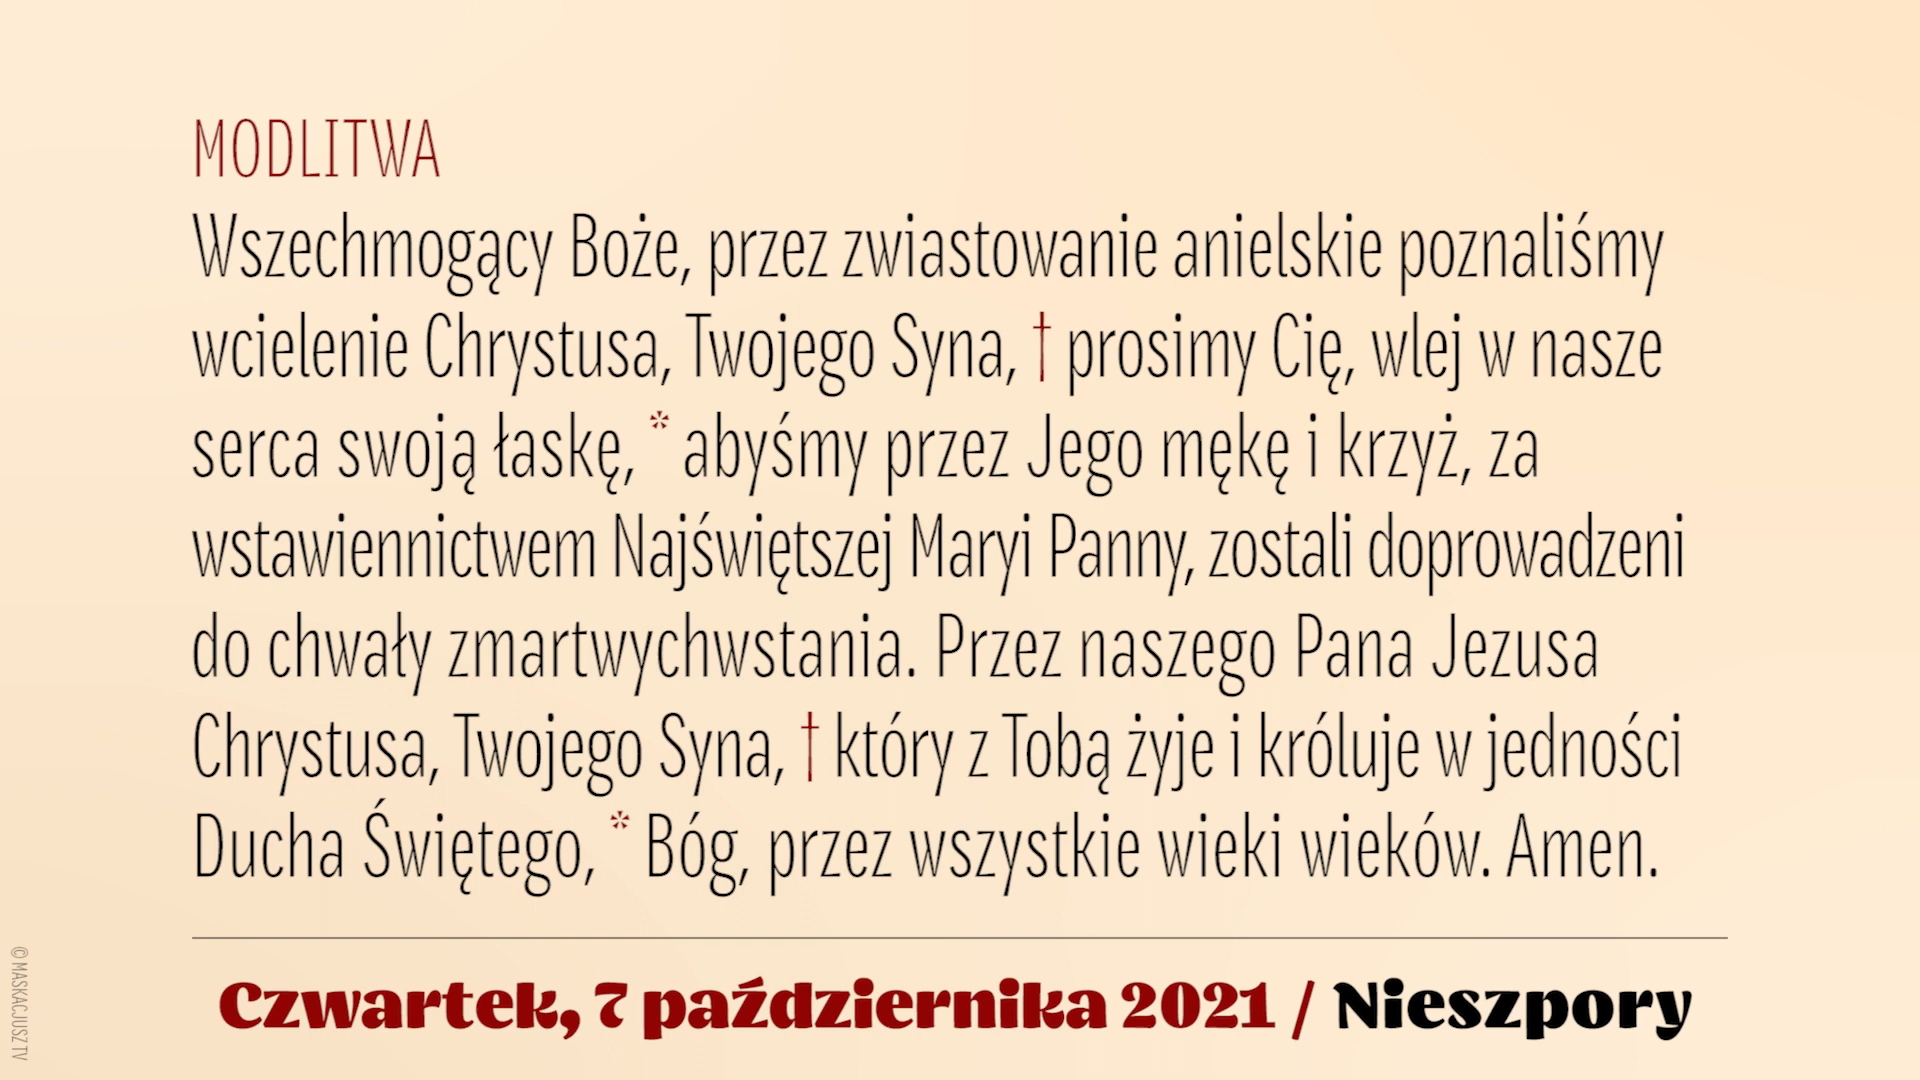 MODLITWA
Wszechmogący Boże, przez zwiastowanie anielskie poznaliśmy
wcielenie Chrystusa, Twojego Syna, † prosimy Cię, wlej w nasze
serca swoją łaskę, * abyśmy przez Jego mękę i krzyż, za
wstawiennictwem Najświętszej Maryi Panny, zostali doprowadzeni
do chwały zmartwychwstania. Przez naszego Pana Jezusa
Chrystusa, Twojego Syna, † który z Tobą żyje i króluje w jedności
Ducha Świętego, * Bóg, przez wszystkie wieki wieków. Amen.
Czwartek, 7 października 2021 / Nieszpory
© MASKACJUSZ TV